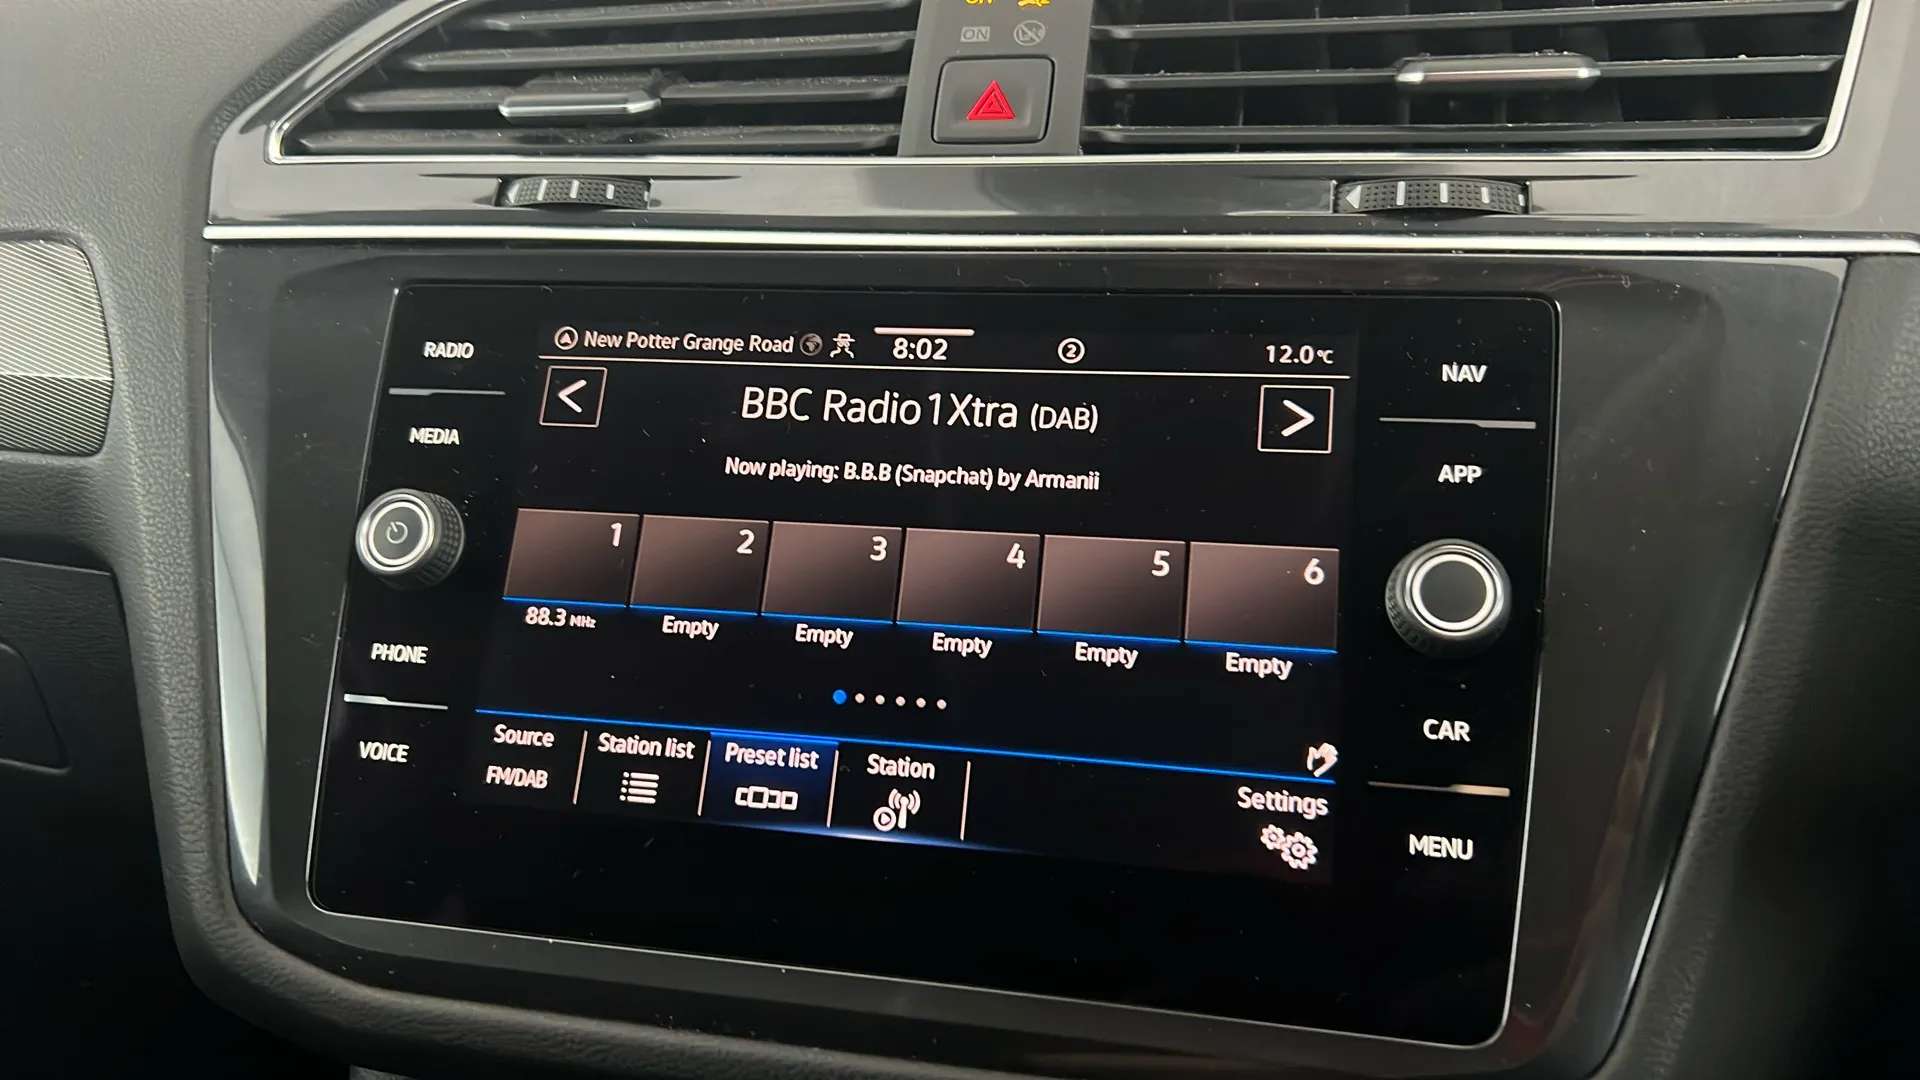 ON
ON
RADIO
MEDIA
PHONE
VOICE
New Potter Grange Road
8:02
2
12.0°C
BBC Radio 1Xtra (DAB)
Now playing: B.B.B (Snapchat) by Armanii
1
2
3
4
5
6
88.3 MHz
Empty
Empty
Empty
Empty
Empty
Source
FM/DAB
Station list
Preset list
Station
Settings
NAV
APP
CAR
MENU